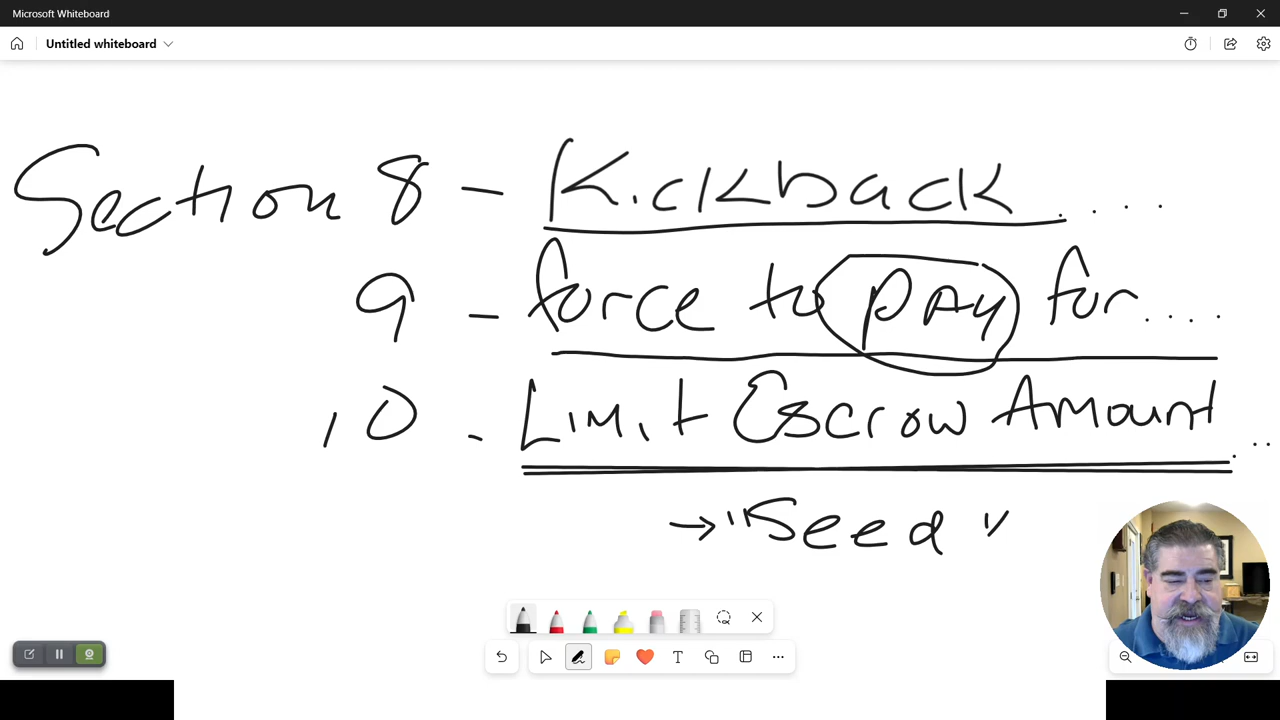 Microsoft Whiteboard
Untitled whiteboard
Section 8 - Kickback ....
9 - force to pAy for....
10 - Limit Escrow Amount ...
→ "Seed"
T